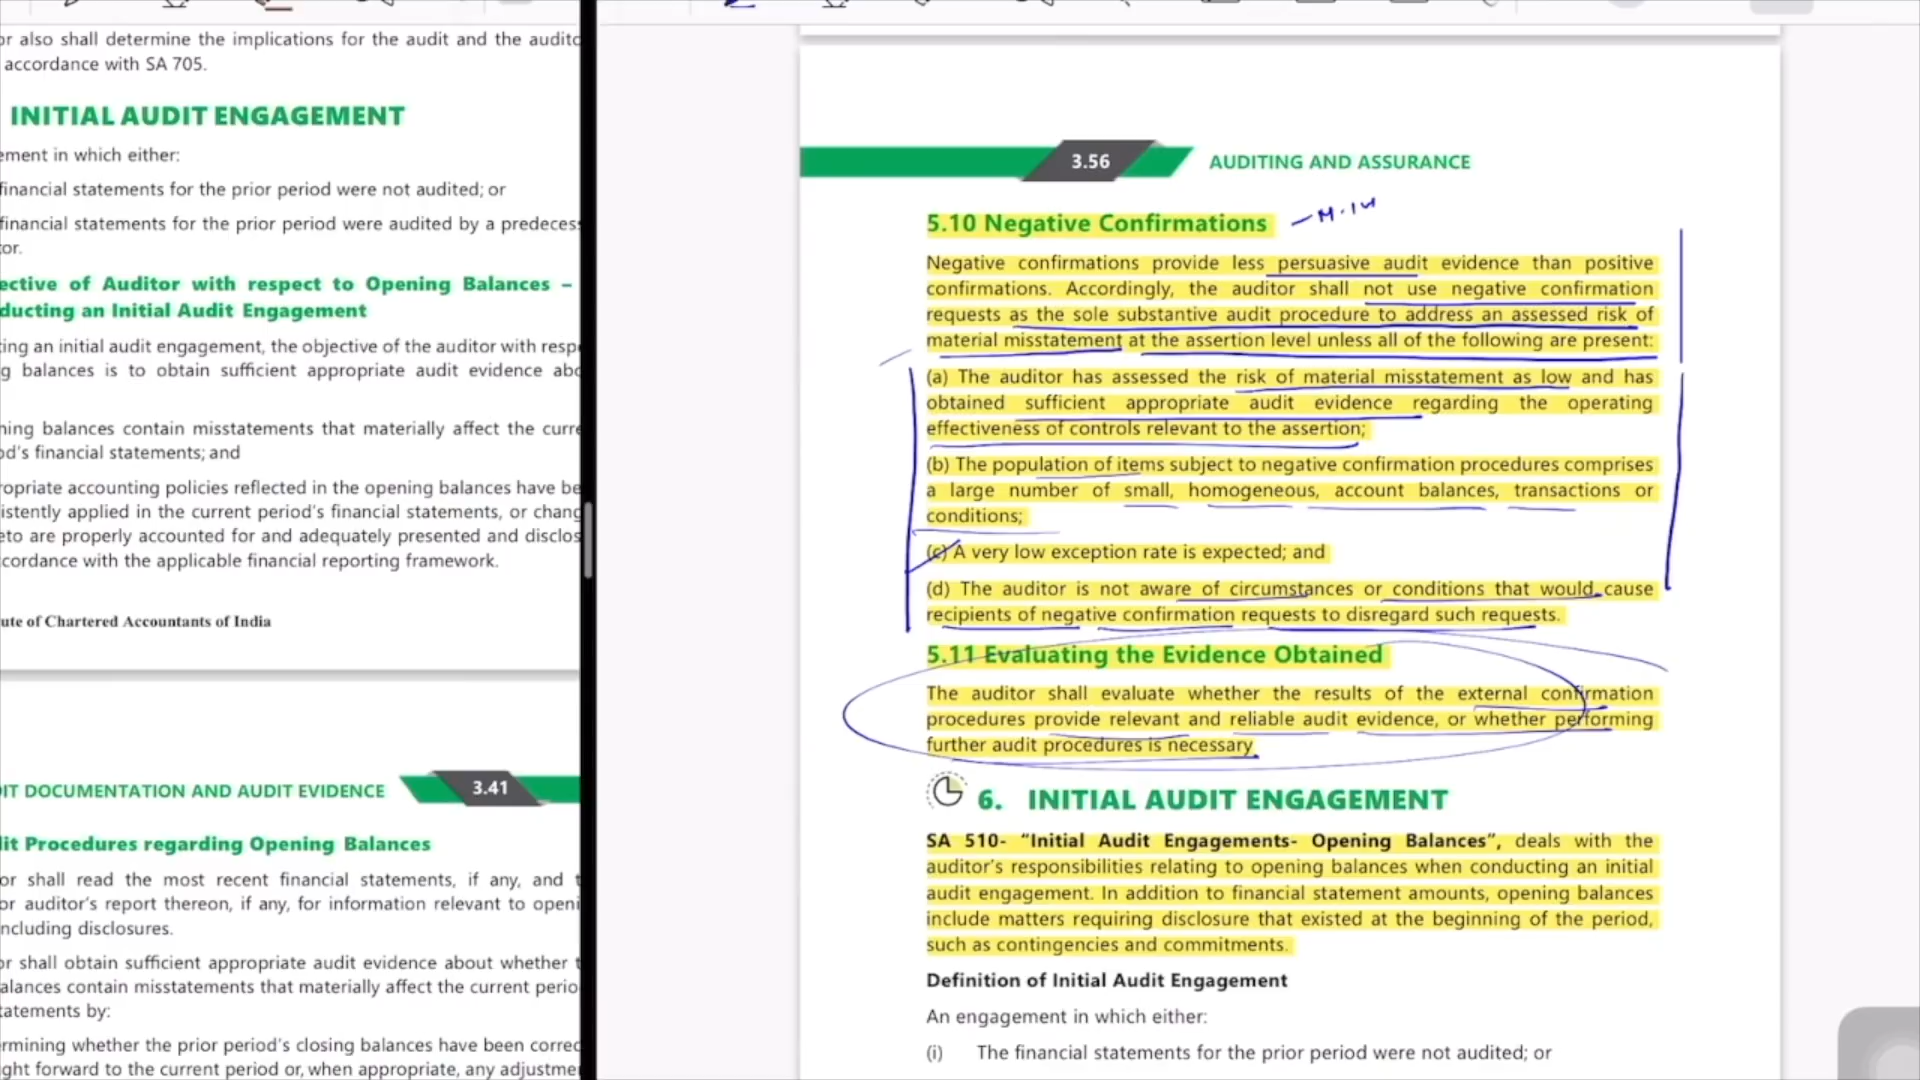 or also shall determine the implications for the audit and the audito
accordance with SA 705.
INITIAL AUDIT ENGAGEMENT
ement in which either:
financial statements for the prior period were not audited; or
financial statements for the prior period were audited by a predeces
tor.
ective of Auditor with respect to Opening Balances –
ducting an Initial Audit Engagement
ting an initial audit engagement, the objective of the auditor with resp
g balances is to obtain sufficient appropriate audit evidence abo
ning balances contain misstatements that materially affect the curre
od's financial statements; and
ropriate accounting policies reflected in the opening balances have be
istently applied in the current period's financial statements, or chang
eto are properly accounted for and adequately presented and disclos
cordance with the applicable financial reporting framework.
ute of Chartered Accountants of India
IT DOCUMENTATION AND AUDIT EVIDENCE 3.41
lit Procedures regarding Opening Balances
or shall read the most recent financial statements, if any, and t
or auditor's report thereon, if any, for information relevant to openi
ncluding disclosures.
or shall obtain sufficient appropriate audit evidence about whether t
alances contain misstatements that materially affect the current perio
tatements by:
ermining whether the prior period's closing balances have been correc
ght forward to the current period or, when appropriate, any adjustme
3.56 AUDITING AND ASSURANCE
5.10 Negative Confirmations – M.14
Negative confirmations provide less persuasive audit evidence than positive
confirmations. Accordingly, the auditor shall not use negative confirmation
requests as the sole substantive audit procedure to address an assessed risk of
material misstatement at the assertion level unless all of the following are present:
(a) The auditor has assessed the risk of material misstatement as low and has
obtained sufficient appropriate audit evidence regarding the operating
effectiveness of controls relevant to the assertion;
(b) The population of items subject to negative confirmation procedures comprises
a large number of small, homogeneous, account balances, transactions or
conditions;
(c) A very low exception rate is expected; and
(d) The auditor is not aware of circumstances or conditions that would cause
recipients of negative confirmation requests to disregard such requests.
5.11 Evaluating the Evidence Obtained
The auditor shall evaluate whether the results of the external confirmation
procedures provide relevant and reliable audit evidence, or whether performing
further audit procedures is necessary.
6. INITIAL AUDIT ENGAGEMENT
SA 510- “Initial Audit Engagements- Opening Balances”, deals with the
auditor's responsibilities relating to opening balances when conducting an initial
audit engagement. In addition to financial statement amounts, opening balances
include matters requiring disclosure that existed at the beginning of the period,
such as contingencies and commitments.
Definition of Initial Audit Engagement
An engagement in which either:
(i) The financial statements for the prior period were not audited; or